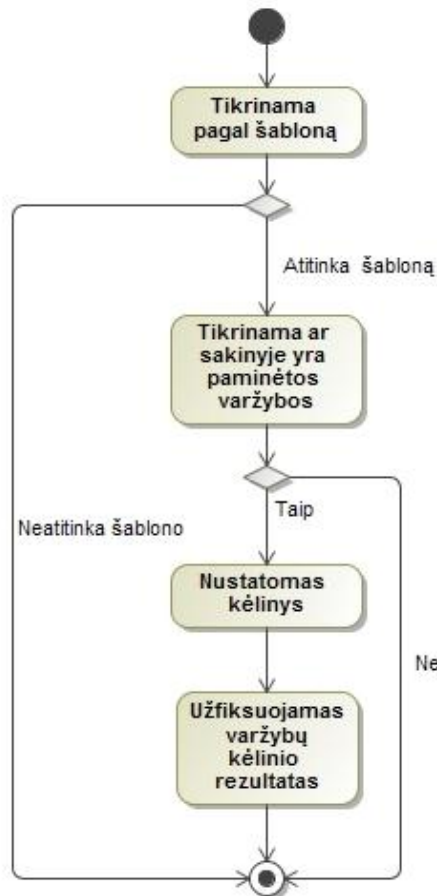 Tikrinama
pagal šabloną
Atitinka šabloną
Tikrinama ar
sakinyje yra
paminėtos
varžybos
Neatitinka šablono
Taip
Nustatomas
kėlinys
Ne
Užfiksuojamas
varžybų
kėlinio
rezultatas